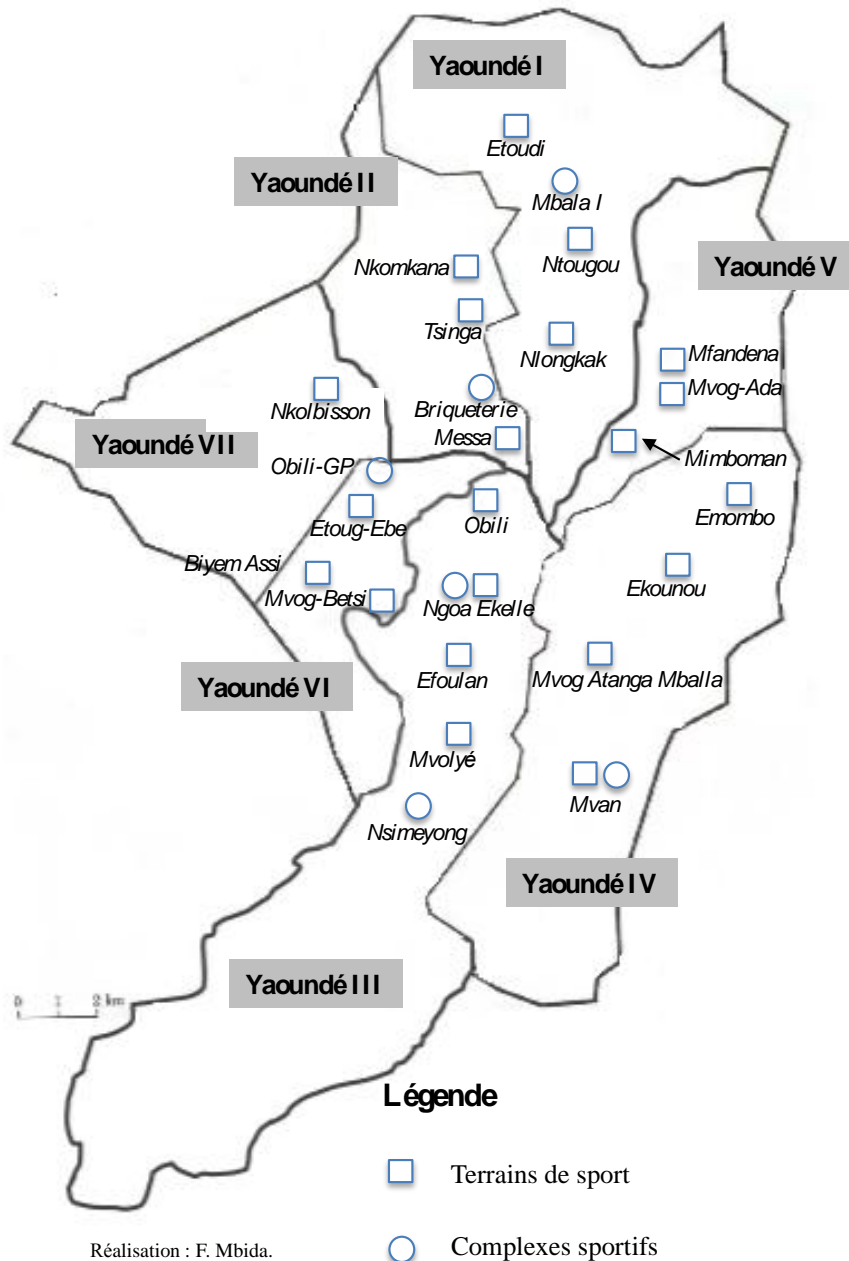 Yaoundé I
Etoudi
Yaoundé II
Mbala I
Ntougou
Nkomkana
Yaoundé V
Tsinga
Nlongkak
Mfandena
Mvog-Ada
Nkolbisson
Briqueterie
Yaoundé VII
Messa
Mimboman
Obili-GP
Emombo
Etoug-Ebe
Obili
Biyem Assi
Ekounou
Mvog-Betsi
Ngoa Ekelle
Efoulan
Mvog Atanga Mballa
Yaoundé VI
Mvolyé
Mvan
Nsimeyong
Yaoundé IV
Yaoundé III
0 1 2 km
Légende
Terrains de sport
Réalisation : F. Mbida.
Complexes sportifs